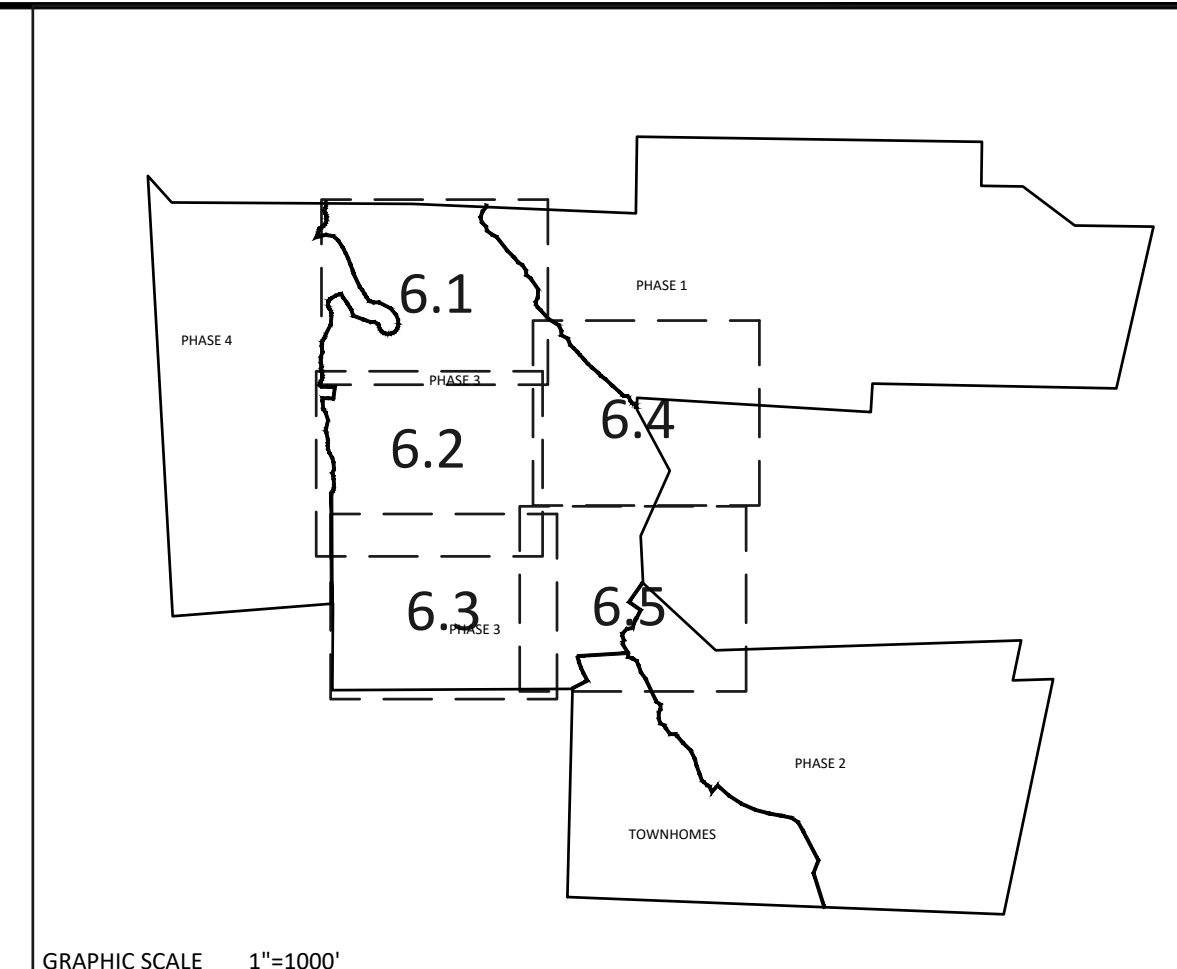 PHASE 1
6.1
PHASE 4
PHASE 3
6.4
6.2
6.5
6.3
PHASE 3
PHASE 2
TOWNHOMES
GRAPHIC SCALE 1"=1000'